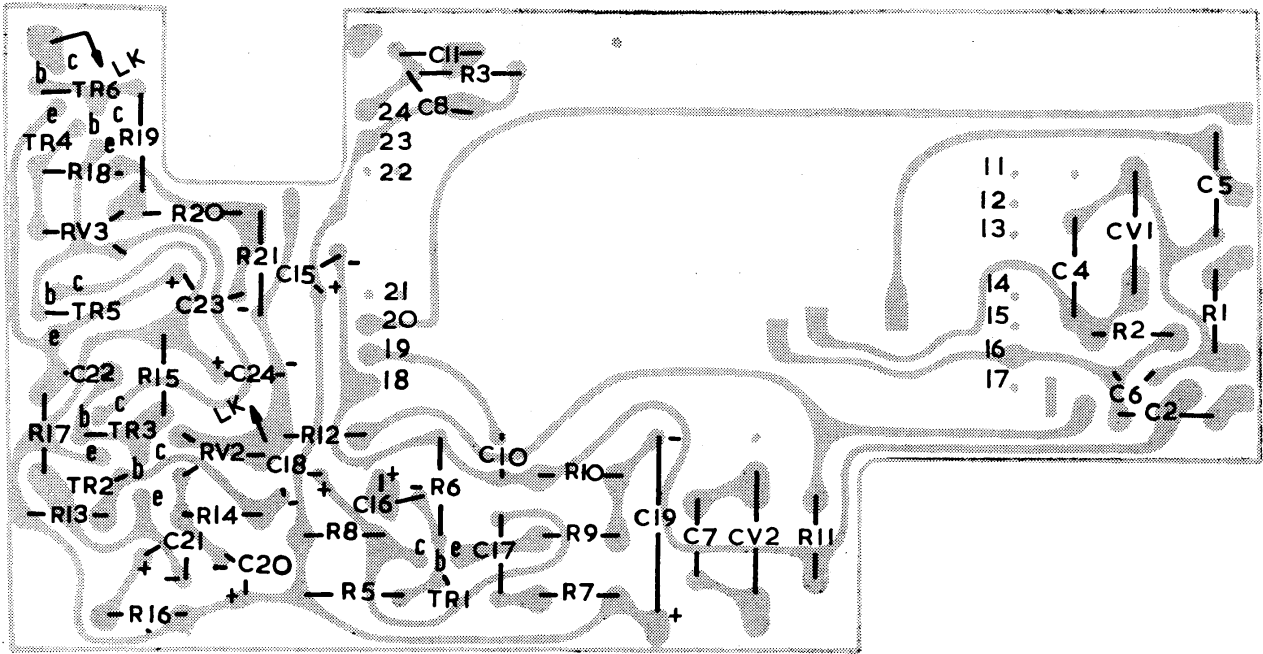 C11
c
LK
R3
b
TR6
e
c
24 C8
b
R19
TR4
e
23
R18
22
11
C5
R20
12
RV3
13
CV1
R21
C15 -
+
C4
+
b c
C23
-
21
14
TR5
20
15
R1
e
R2
19
16
+ C24 -
C22
R15
18
17
C6
LK
c
b
C2
R17
TR3
R12
-
e
c
RV2
C10
b
C18
+
R10
TR2
e
+
R6
-
C16
R13
R14
C19
R8
R9
C7
CV2
R11
C21
c b e
C17
+
-
C20
R5
TR1
R7
+
R16
+